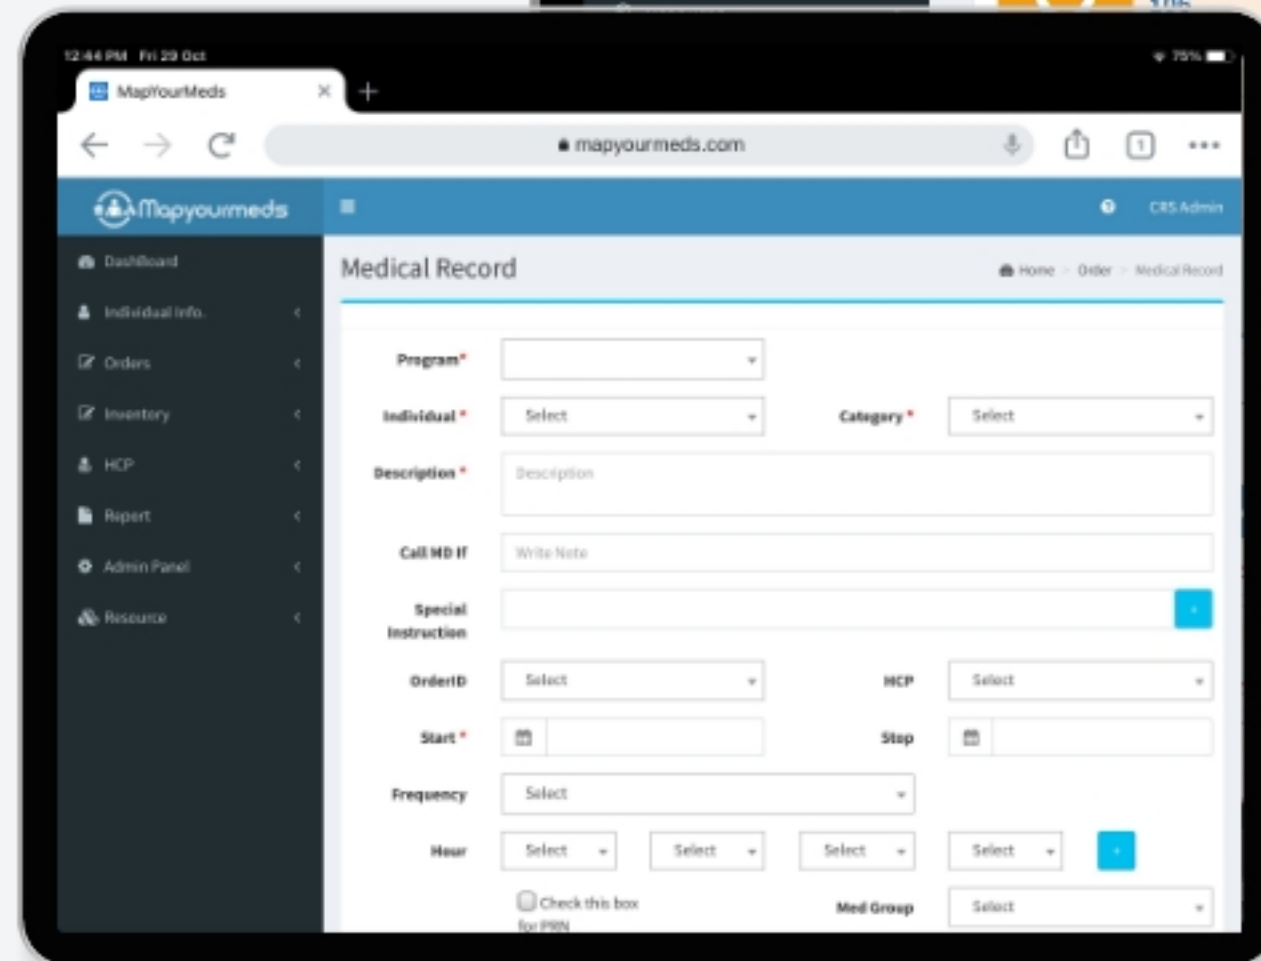 106
12:44 PM Fri 29 Oct
75%
MapYourMeds
mapyourmeds.com
1
Mapyourmeds
CRS Admin
DashBoard
Individual Info.
Orders
Inventory
HCP
Report
Admin Panel
Resource
Medical Record
Home > Order > Medical Record
Program*
Individual * Select Category * Select
Description * Description
Call MD If Write Note
Special
Instruction
OrderID Select HCP Select
Start * Stop
Frequency Select
Hour Select Select Select Select
Check this box
for PRN
Med Group Select